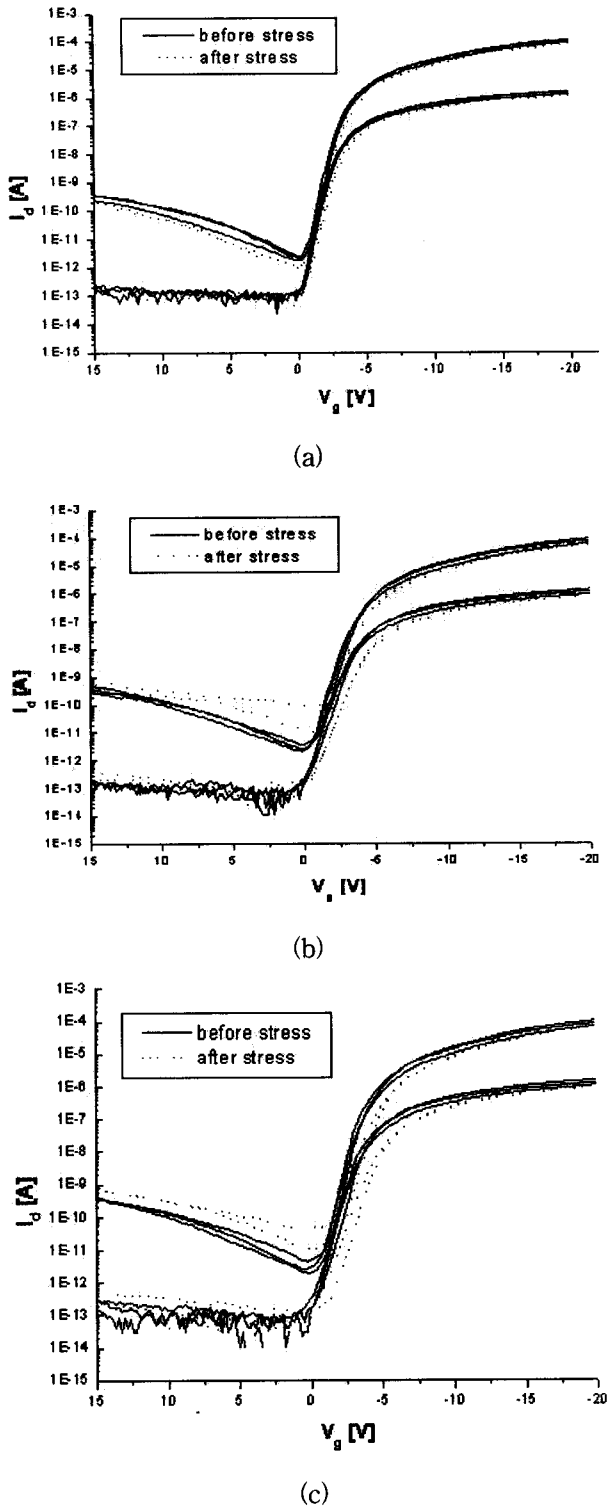 1E-3
1E-4
1E-5
1E-6
1E-7
1E-8
1E-9
1E-10
1E-11
1E-12
1E-13
1E-14
1E-15
I_d [A]
before stress
after stress
15 10 5 0 -5 -10 -15 -20
V_g [V]
(a)
1E-3
1E-4
1E-5
1E-6
1E-7
1E-8
1E-9
1E-10
1E-11
1E-12
1E-13
1E-14
1E-15
I_d [A]
before stress
after stress
15 10 5 0 -5 -10 -15 -20
V_g [V]
(b)
1E-3
1E-4
1E-5
1E-6
1E-7
1E-8
1E-9
1E-10
1E-11
1E-12
1E-13
1E-14
1E-15
I_d [A]
before stress
after stress
15 10 5 0 -5 -10 -15 -20
V_g [V]
(c)